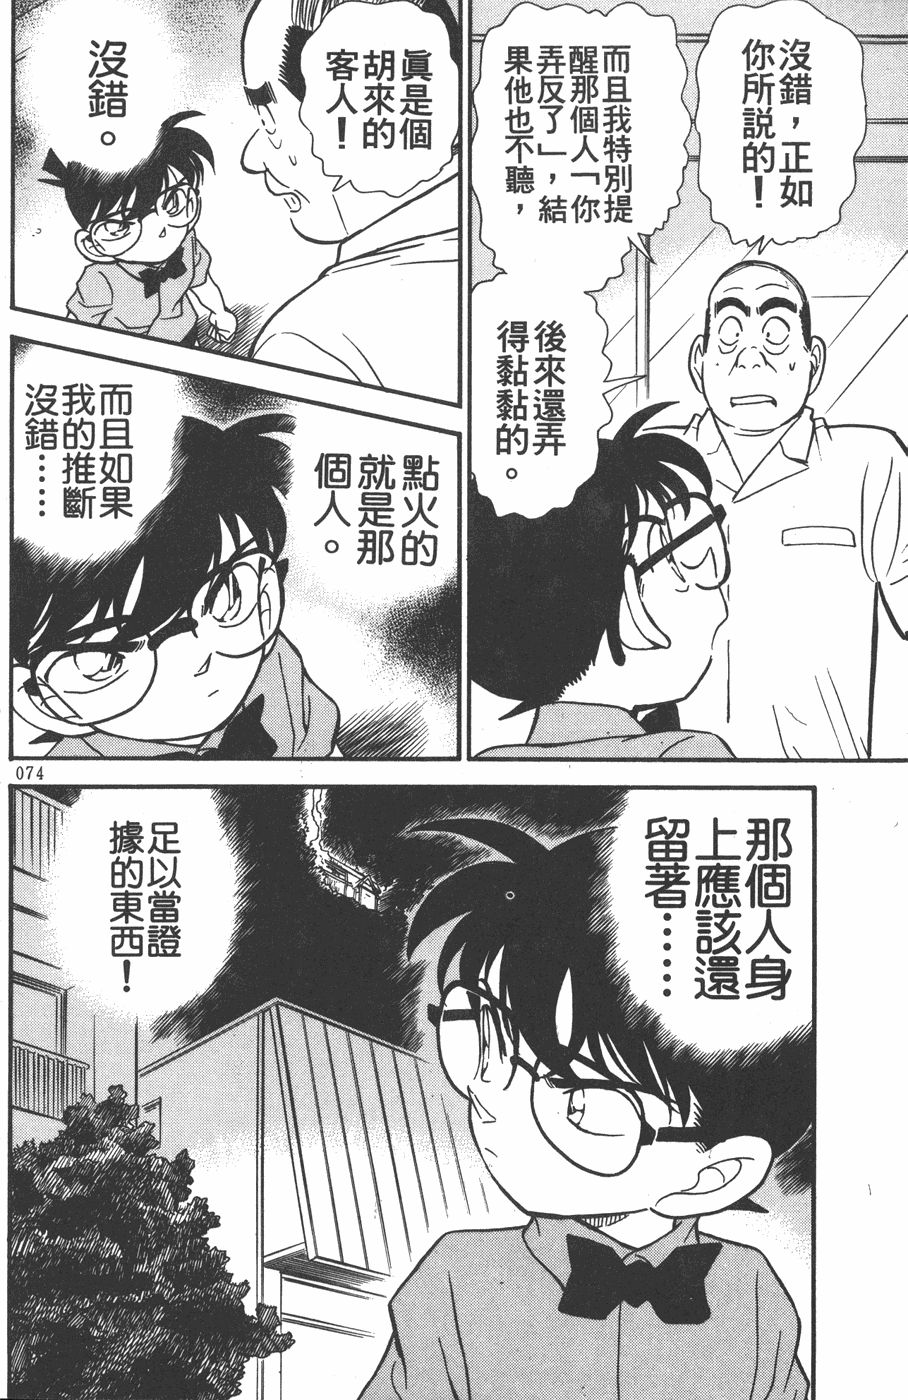 沒錯，正如
你所說的！
而且我特別提
醒那個人「你
弄反了」，結
果他也不聽，
後來還弄
得黏黏的。
眞是個
胡來的
客人！
沒錯。
點火的
就是那
個人。
而且如果
我的推斷
沒錯……
074
那個人身
上應該還
留著……
足以當證
據的東西！